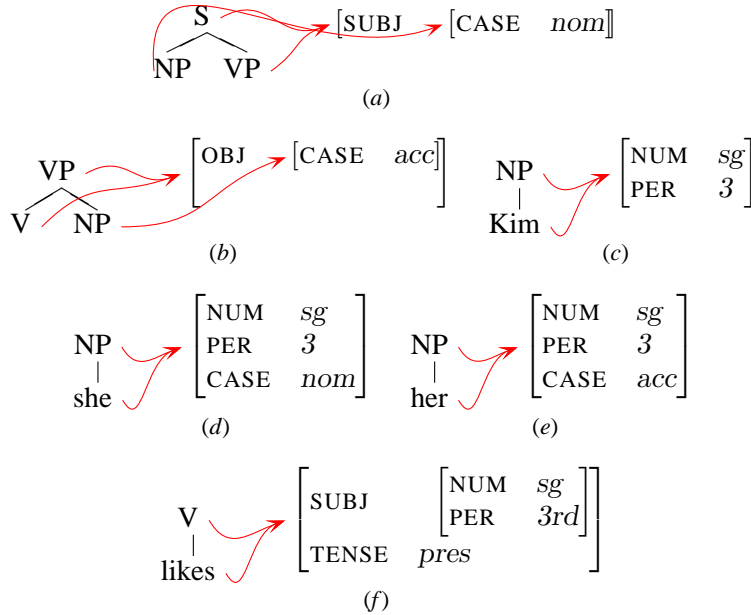 S [SUBJ [CASE nom]]
NP VP
(a)
VP [OBJ [CASE acc]]
V NP
(b)
NP [NUM sg
PER 3]
Kim
(c)
NP [NUM sg
PER 3
CASE nom]
she
(d)
NP [NUM sg
PER 3
CASE acc]
her
(e)
V [SUBJ [NUM sg
PER 3rd]
TENSE pres]
likes
(f)